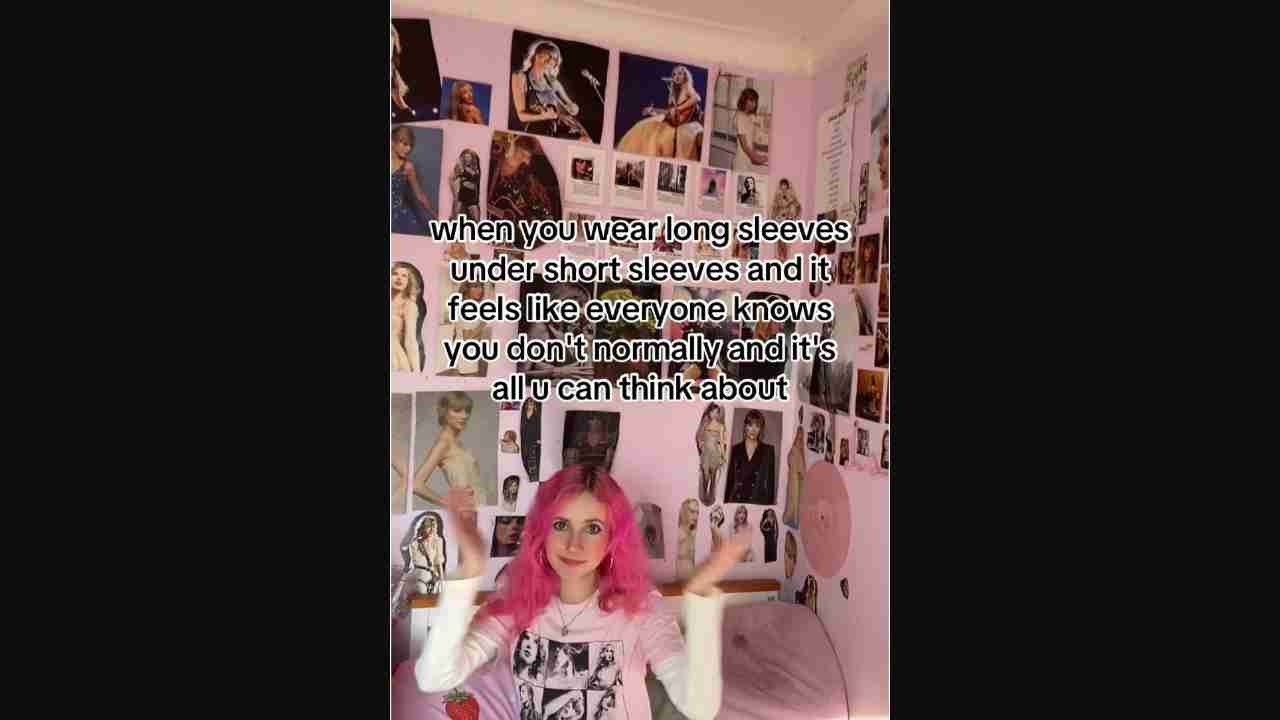 when you wear long sleeves
under short sleeves and it
feels like everyone knows
you don't normally and it's
all u can think about